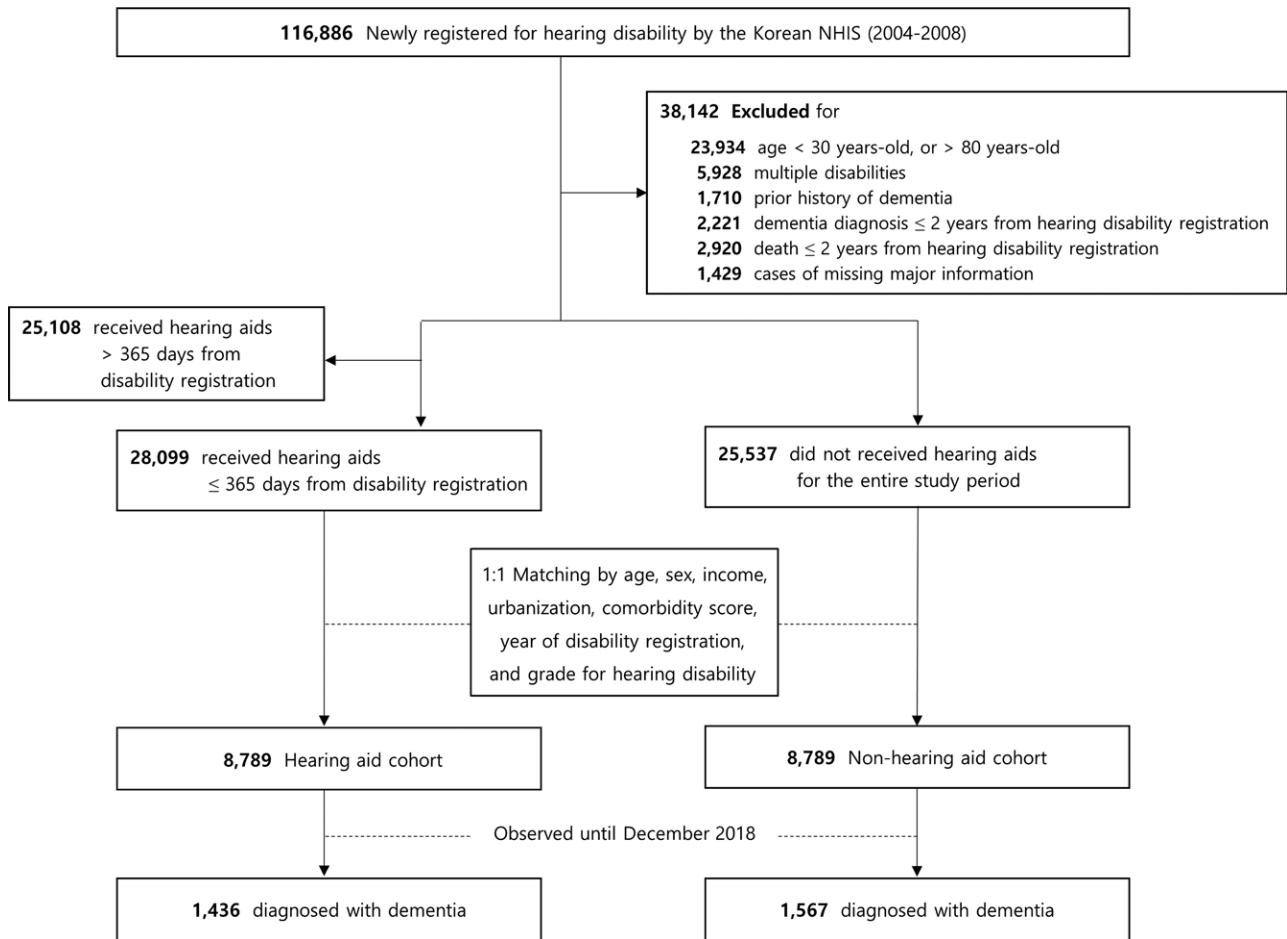 116,886 Newly registered for hearing disability by the Korean NHIS (2004-2008)
38,142 Excluded for
23,934 age < 30 years-old, or > 80 years-old
5,928 multiple disabilities
1,710 prior history of dementia
2,221 dementia diagnosis ≤ 2 years from hearing disability registration
2,920 death ≤ 2 years from hearing disability registration
1,429 cases of missing major information
25,108 received hearing aids
> 365 days from
disability registration
28,099 received hearing aids
≤ 365 days from disability registration
25,537 did not received hearing aids
for the entire study period
1:1 Matching by age, sex, income,
urbanization, comorbidity score,
year of disability registration,
and grade for hearing disability
8,789 Hearing aid cohort
8,789 Non-hearing aid cohort
Observed until December 2018
1,436 diagnosed with dementia
1,567 diagnosed with dementia